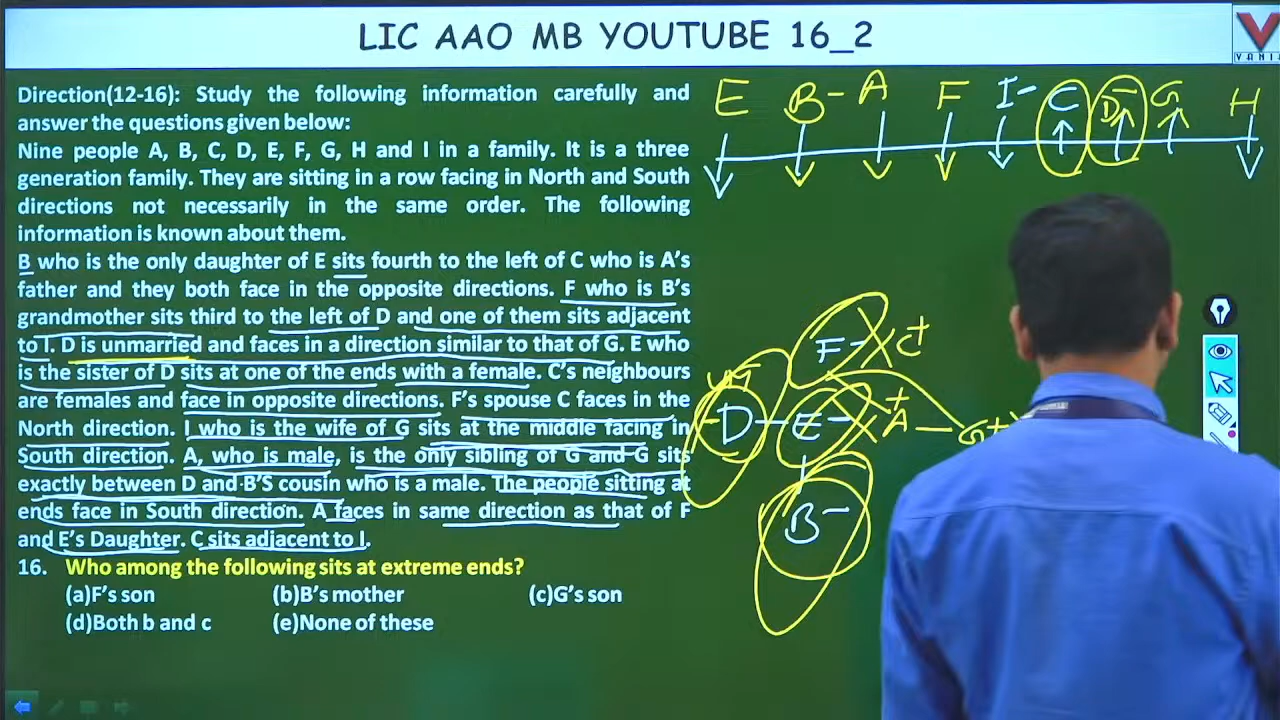 LIC AAO MB YOUTUBE 16_2
Direction(12-16): Study the following information carefully and
answer the questions given below:
Nine people A, B, C, D, E, F, G, H and I in a family. It is a three
generation family. They are sitting in a row facing in North and South
directions not necessarily in the same order. The following
information is known about them.
B who is the only daughter of E sits fourth to the left of C who is A's
father and they both face in the opposite directions. F who is B's
grandmother sits third to the left of D and one of them sits adjacent
to I. D is unmarried and faces in a direction similar to that of G. E who
is the sister of D sits at one of the ends with a female. C's neighbours
are females and face in opposite directions. F's spouse C faces in the
North direction. I who is the wife of G sits at the middle facing in
South direction. A, who is male, is the only sibling of G and G sits
exactly between D and B'S cousin who is a male. The people sitting at
ends face in South direction. A faces in same direction as that of F
and E's Daughter. C sits adjacent to I.
16. Who among the following sits at extreme ends?
(a)F's son (b)B's mother (c)G's son
(d)Both b and c (e)None of these
E B- A F I- C D- G H
F- C+
D- E- A+ G+
B-